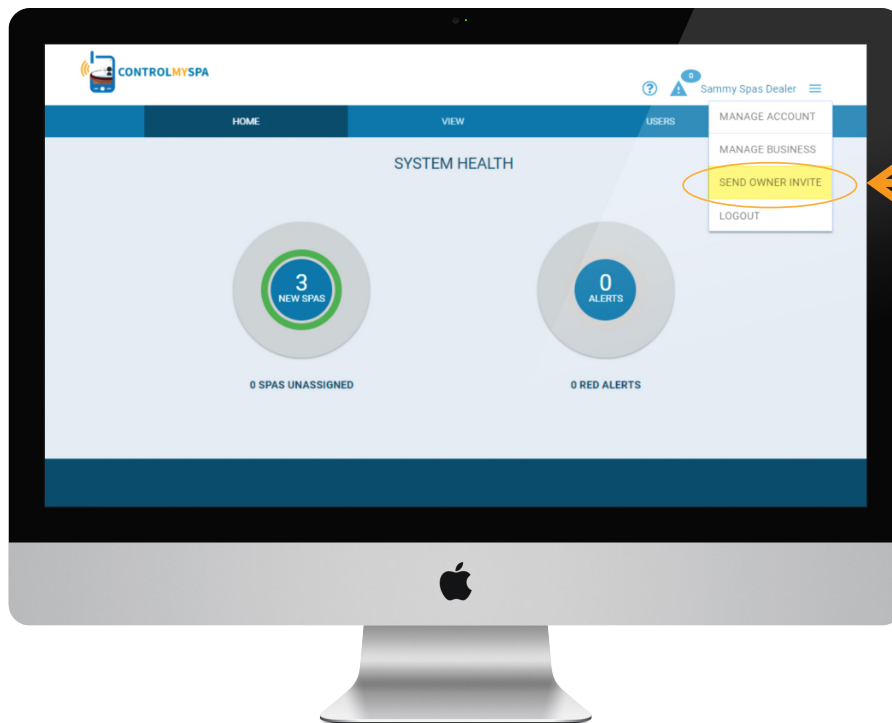 CONTROLMYSPA
? 0 Sammy Spas Dealer
HOME VIEW USERS
MANAGE ACCOUNT
MANAGE BUSINESS
SEND OWNER INVITE
LOGOUT
SYSTEM HEALTH
3
NEW SPAS
0
ALERTS
0 SPAS UNASSIGNED
0 RED ALERTS